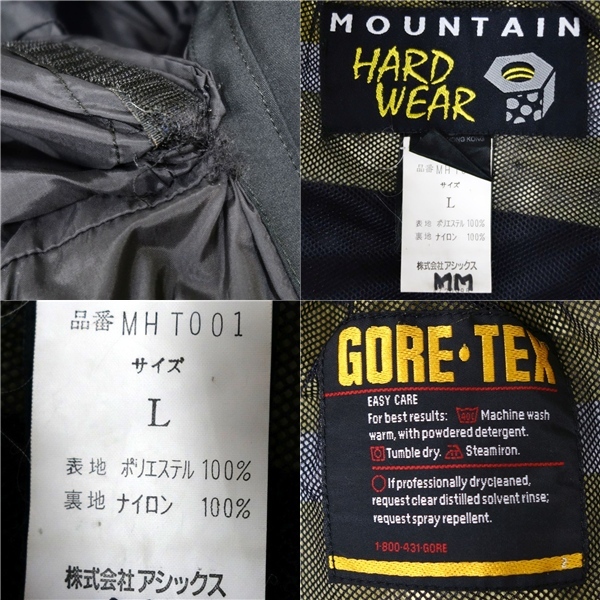 MOUNTAIN
HARD
WEAR
HONG KONG
品番 MHT0
サイズ
L
表地 ポリエステル 100%
裏地 ナイロン 100%
株式会社アシックス
MM
品番 MHT001
サイズ
L
表地 ポリエステル 100%
裏地 ナイロン 100%
株式会社アシックス
GORE-TEX
EASY CARE
For best results: Machine wash
warm, with powdered detergent.
Tumble dry. Steam iron.
If professionally drycleaned,
request clear distilled solvent rinse;
request spray repellent.
1-800-431-GORE